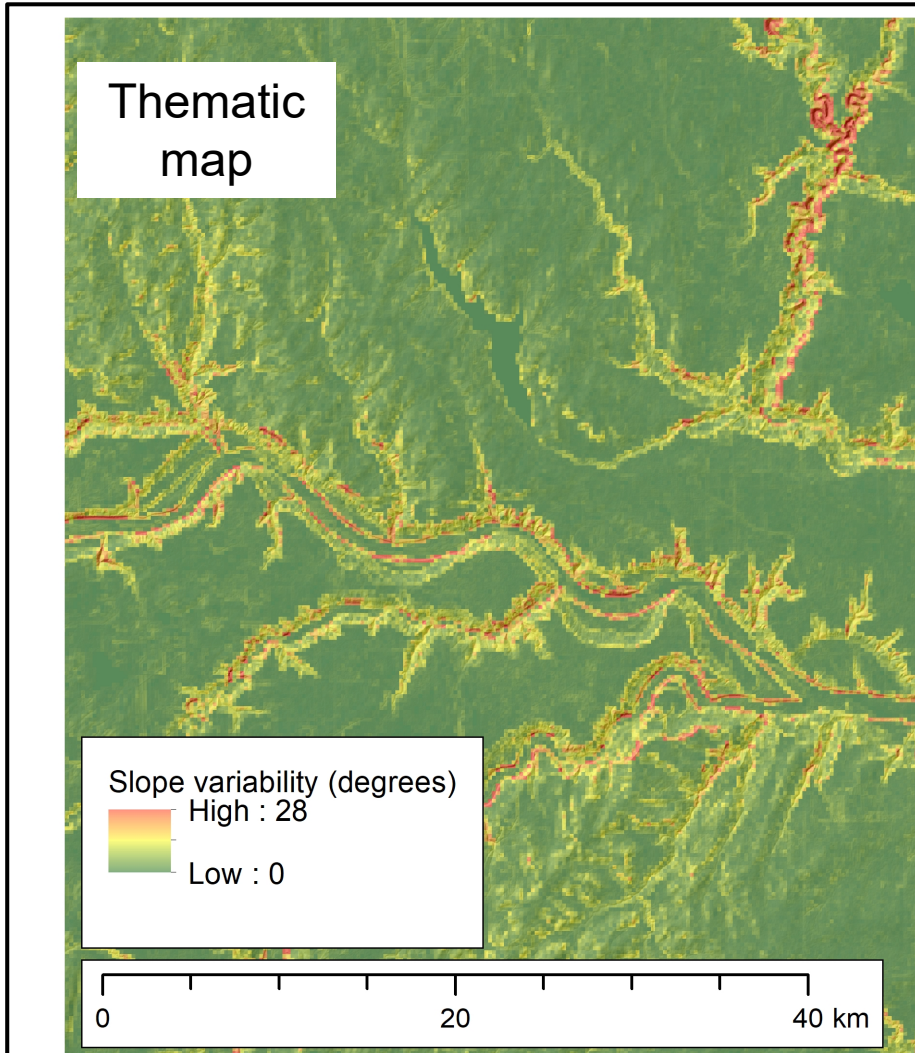 Thematic
map
Slope variability (degrees)
High : 28
Low : 0
0 20 40 km